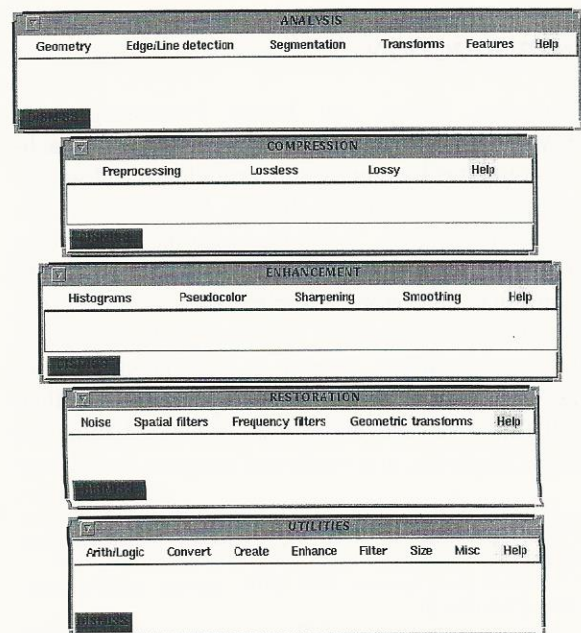 ANALYSIS
Geometry Edge/Line detection Segmentation Transforms Features Help
COMPRESSION
Preprocessing Lossless Lossy Help
ENHANCEMENT
Histograms Pseudocolor Sharpening Smoothing Help
RESTORATION
Noise Spatial filters Frequency filters Geometric transforms Help
UTILITIES
Arith/Logic Convert Create Enhance Filter Size Misc Help